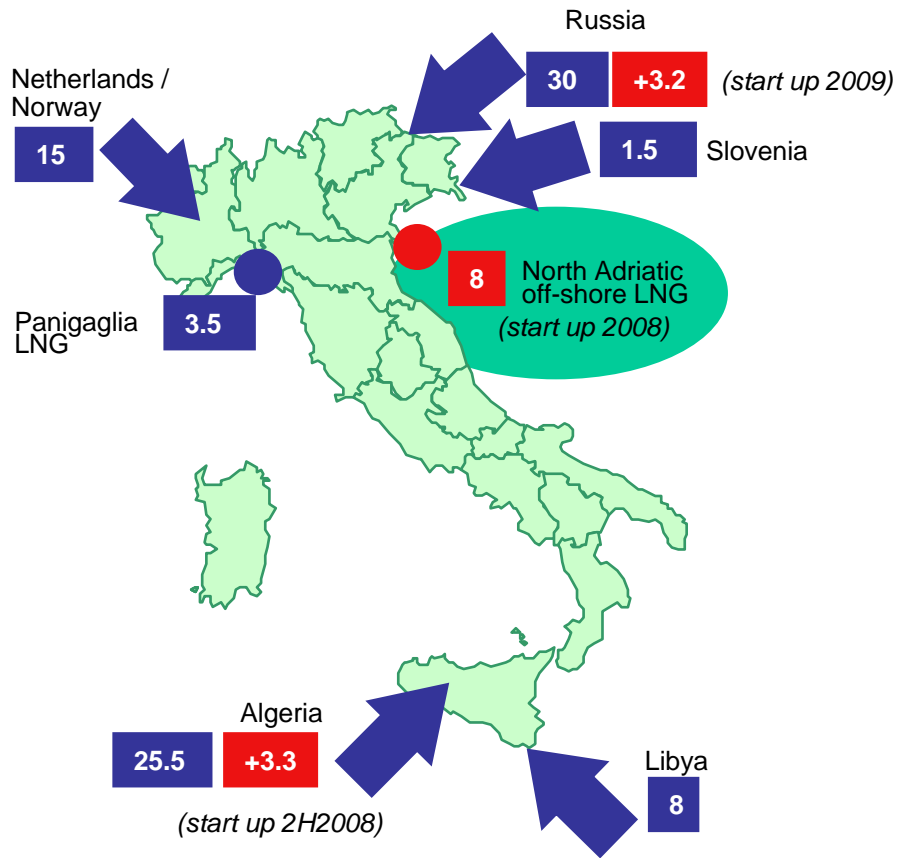 Russia
30 +3.2 (start up 2009)
Netherlands /
Norway
15
1.5 Slovenia
8 North Adriatic
off-shore LNG
(start up 2008)
Panigaglia
LNG
3.5
Algeria
25.5 +3.3
(start up 2H2008)
Libya
8